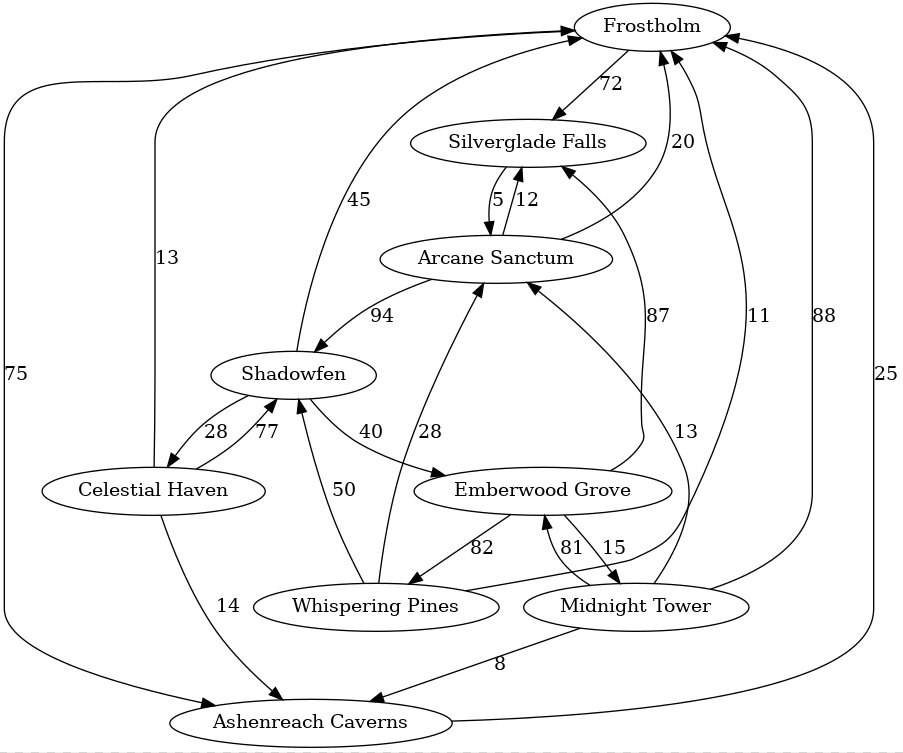 Frostholm
72
Silverglade Falls
20
5
12
45
13
Arcane Sanctum
94
87
11
88
75
Shadowfen
25
28
77
40
28
13
Celestial Haven
50
Emberwood Grove
82
81
15
14
Whispering Pines
Midnight Tower
8
Ashenreach Caverns